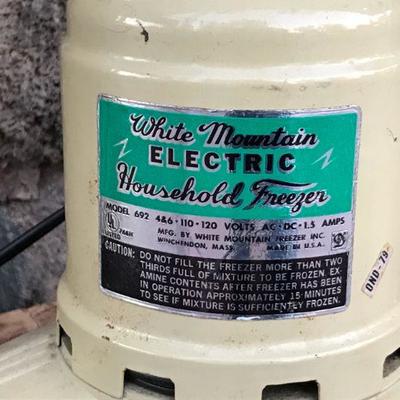 White Mountain
ELECTRIC
Household Freezer
MODEL 692 4&6 · 110 · 120 VOLTS AC · DC · 1.5 AMPS
MFG. BY WHITE MOUNTAIN FREEZER INC.
WINCHENDON, MASS. MADE IN U.S.A.
UL
744H
LISTED
CAUTION: DO NOT FILL THE FREEZER MORE THAN TWO
THIRDS FULL OF MIXTURE TO BE FROZEN. EX-
AMINE CONTENTS AFTER FREEZER HAS BEEN
IN OPERATION APPROXIMATELY 15 MINUTES
TO SEE IF MIXTURE IS SUFFICIENTLY FROZEN.